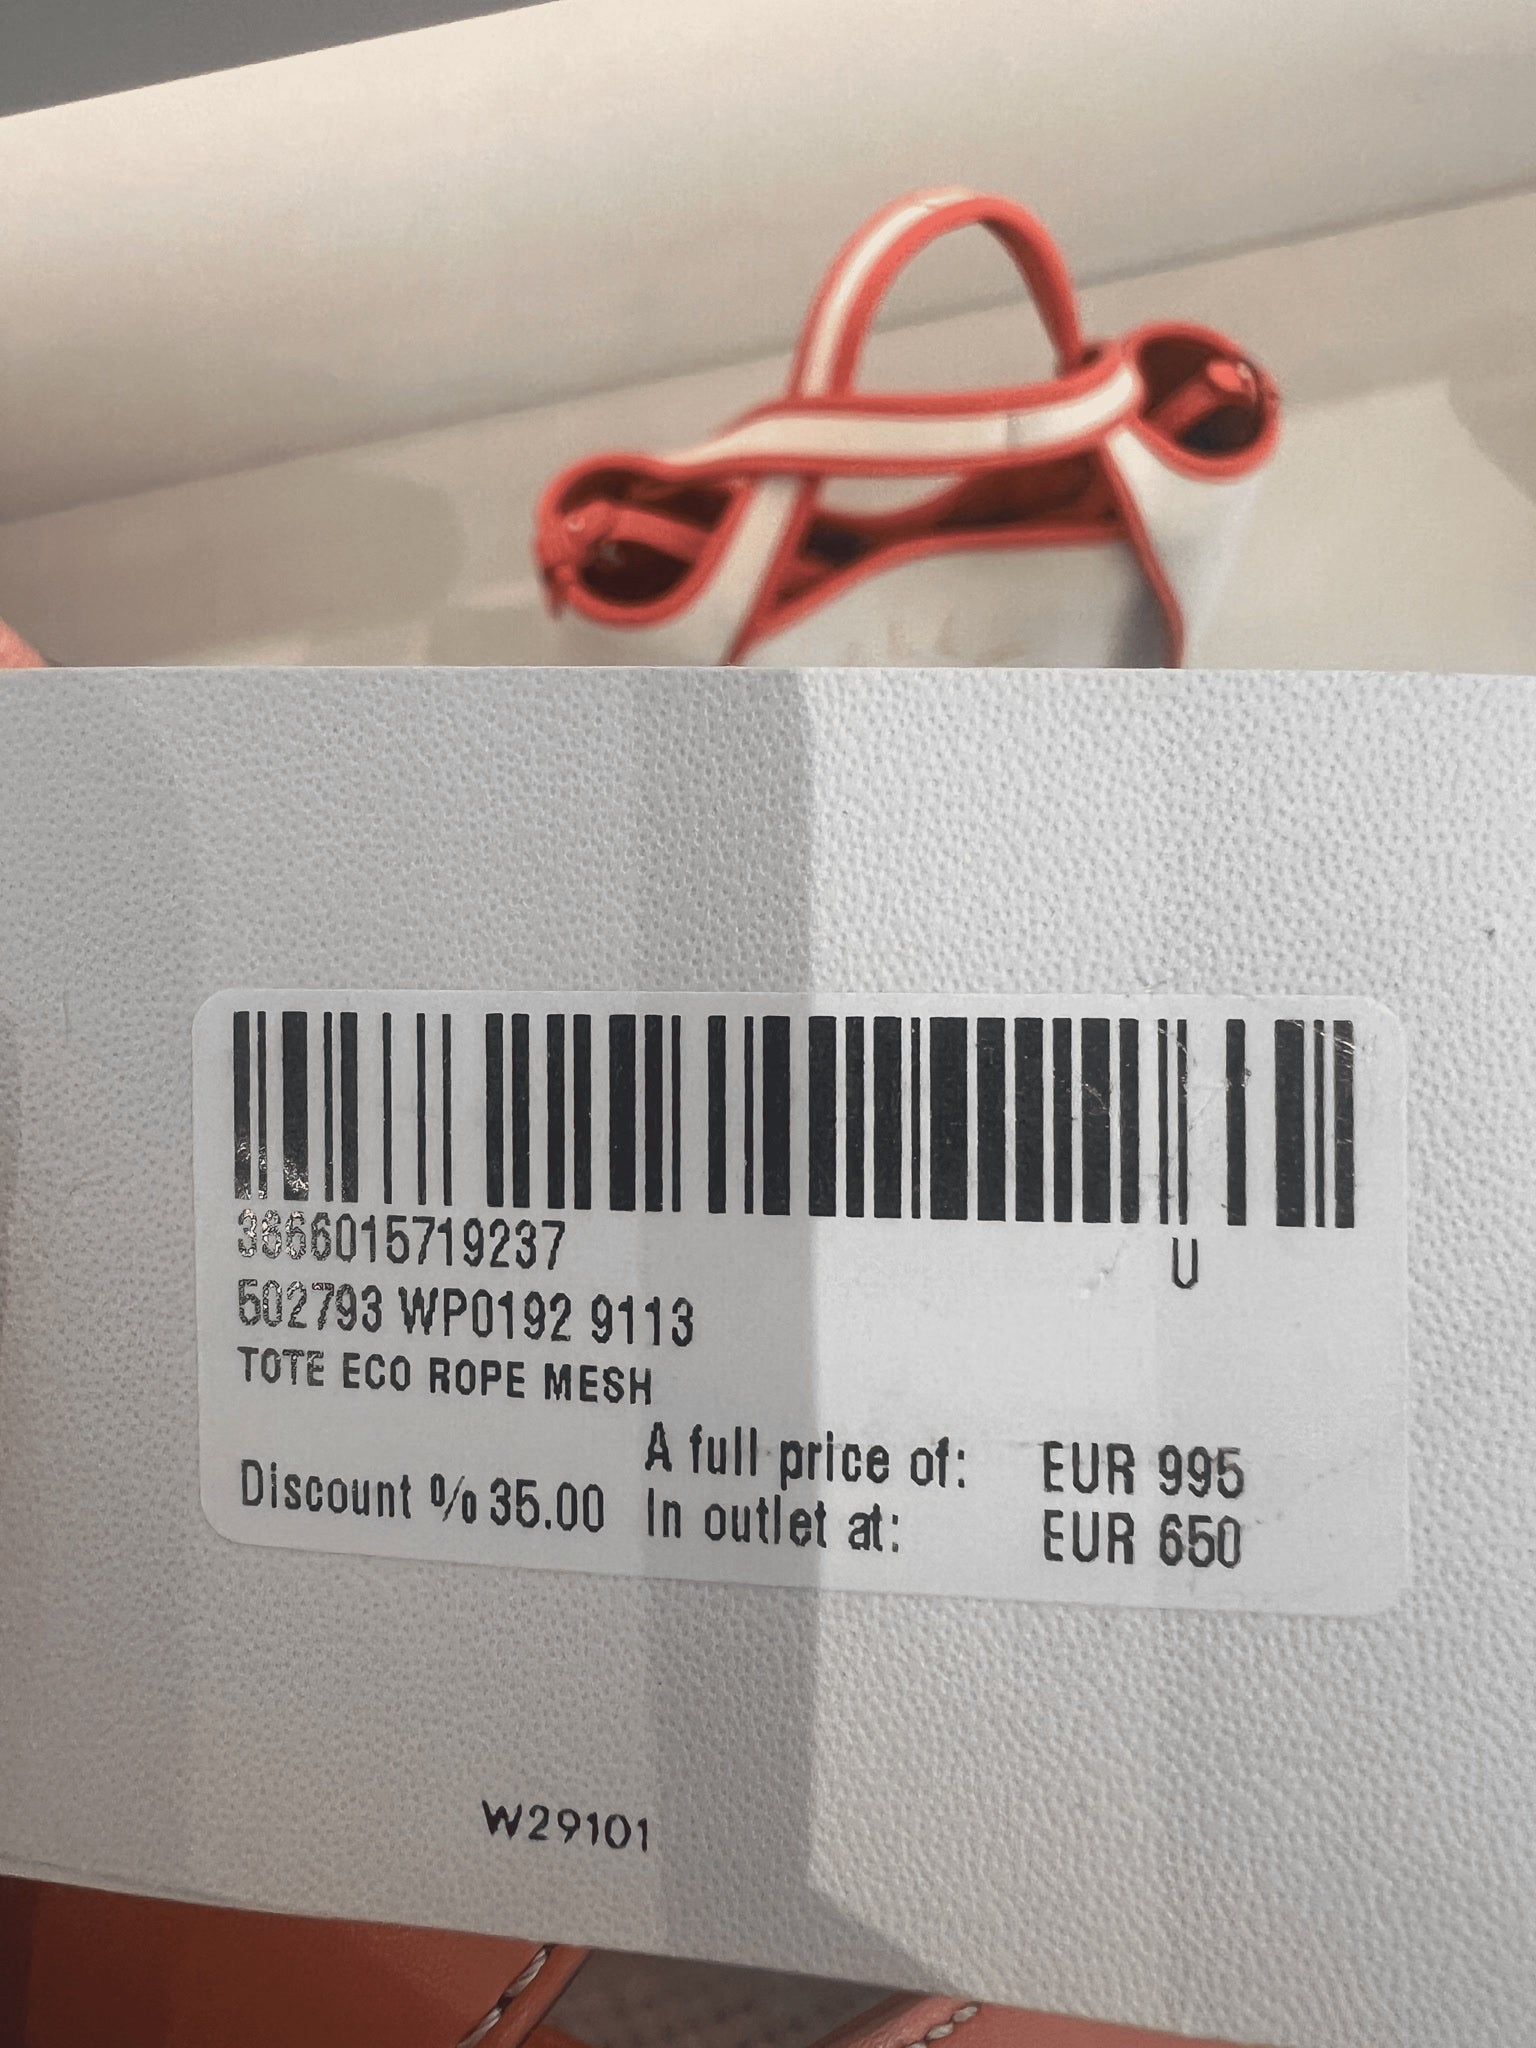 3666015719237
U
502793 WP0192 9113
TOTE ECO ROPE MESH
A full price of: EUR 995
Discount % 35.00 In outlet at: EUR 650
W29101